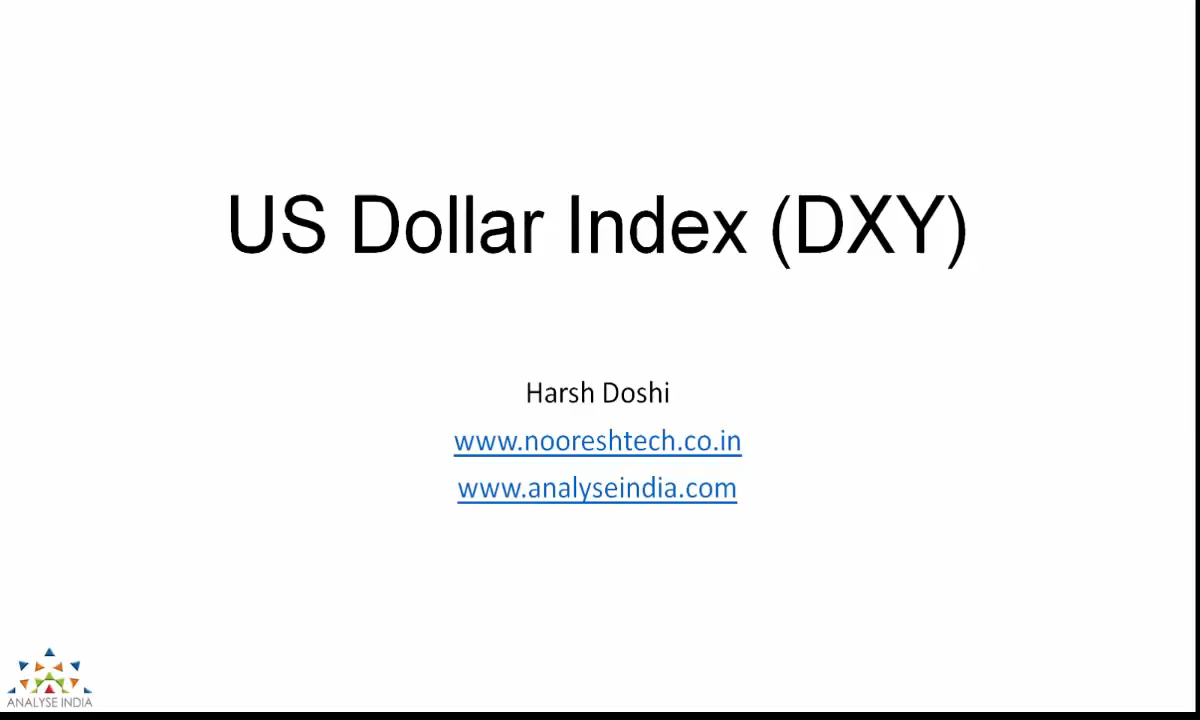 US Dollar Index (DXY)
Harsh Doshi
www.nooreshtech.co.in
www.analyseindia.com
ANALYSE INDIA